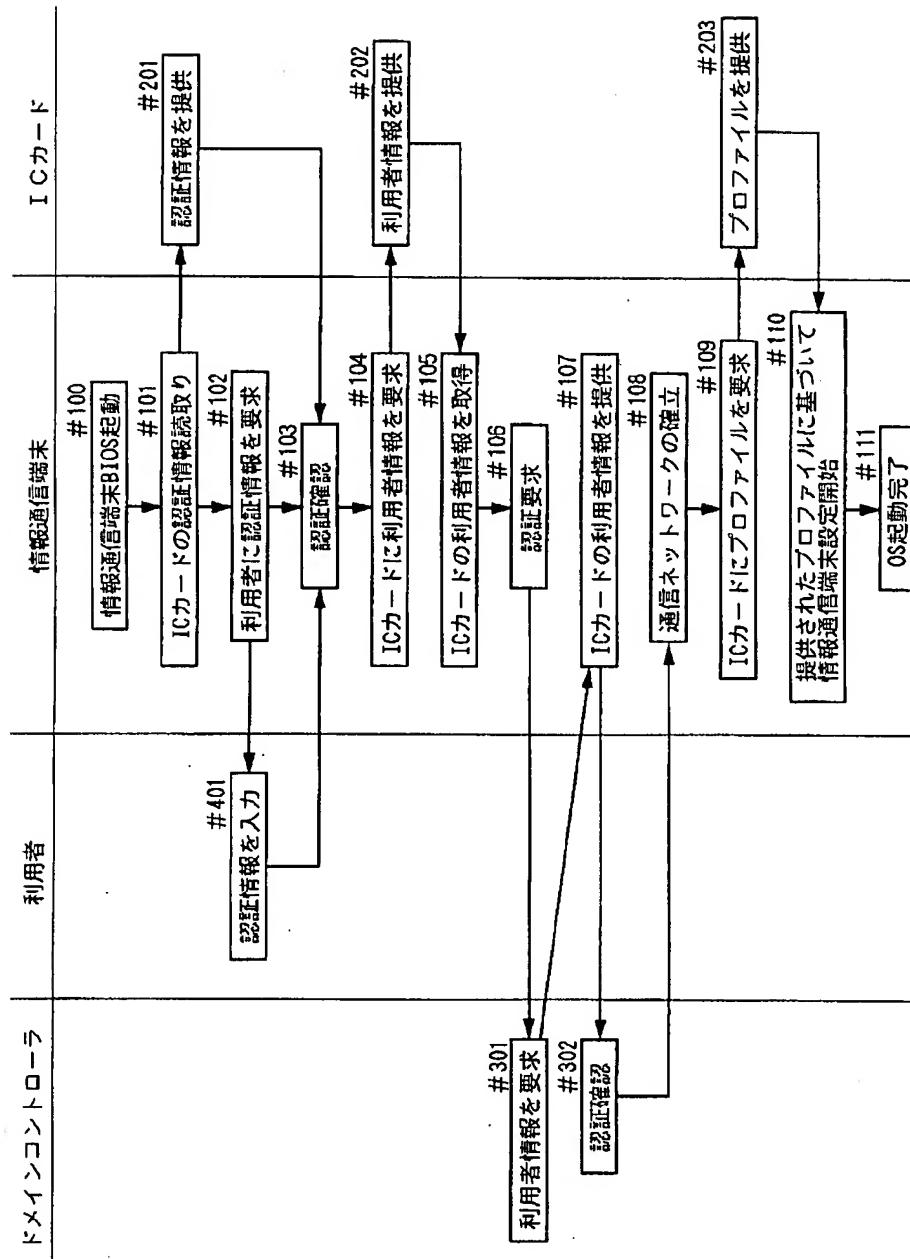 ドメインコントローラ
利用者
情報通信端末
ICカード
#100
情報通信端末BIOS起動
#101
ICカードの認証情報読取り
#201
認証情報を提供
#102
利用者に認証情報を要求
#401
認証情報を入力
#103
認証確認
#104
ICカードに利用者情報を要求
#202
利用者情報を提供
#105
ICカードの利用者情報を取得
#106
認証要求
#301
利用者情報を要求
#107
ICカードの利用者情報を提供
#302
認証確認
#108
通信ネットワークの確立
#109
ICカードにプロファイルを要求
#203
プロファイルを提供
#110
提供されたプロファイルに基づいて
情報通信端末設定開始
#111
OS起動完了